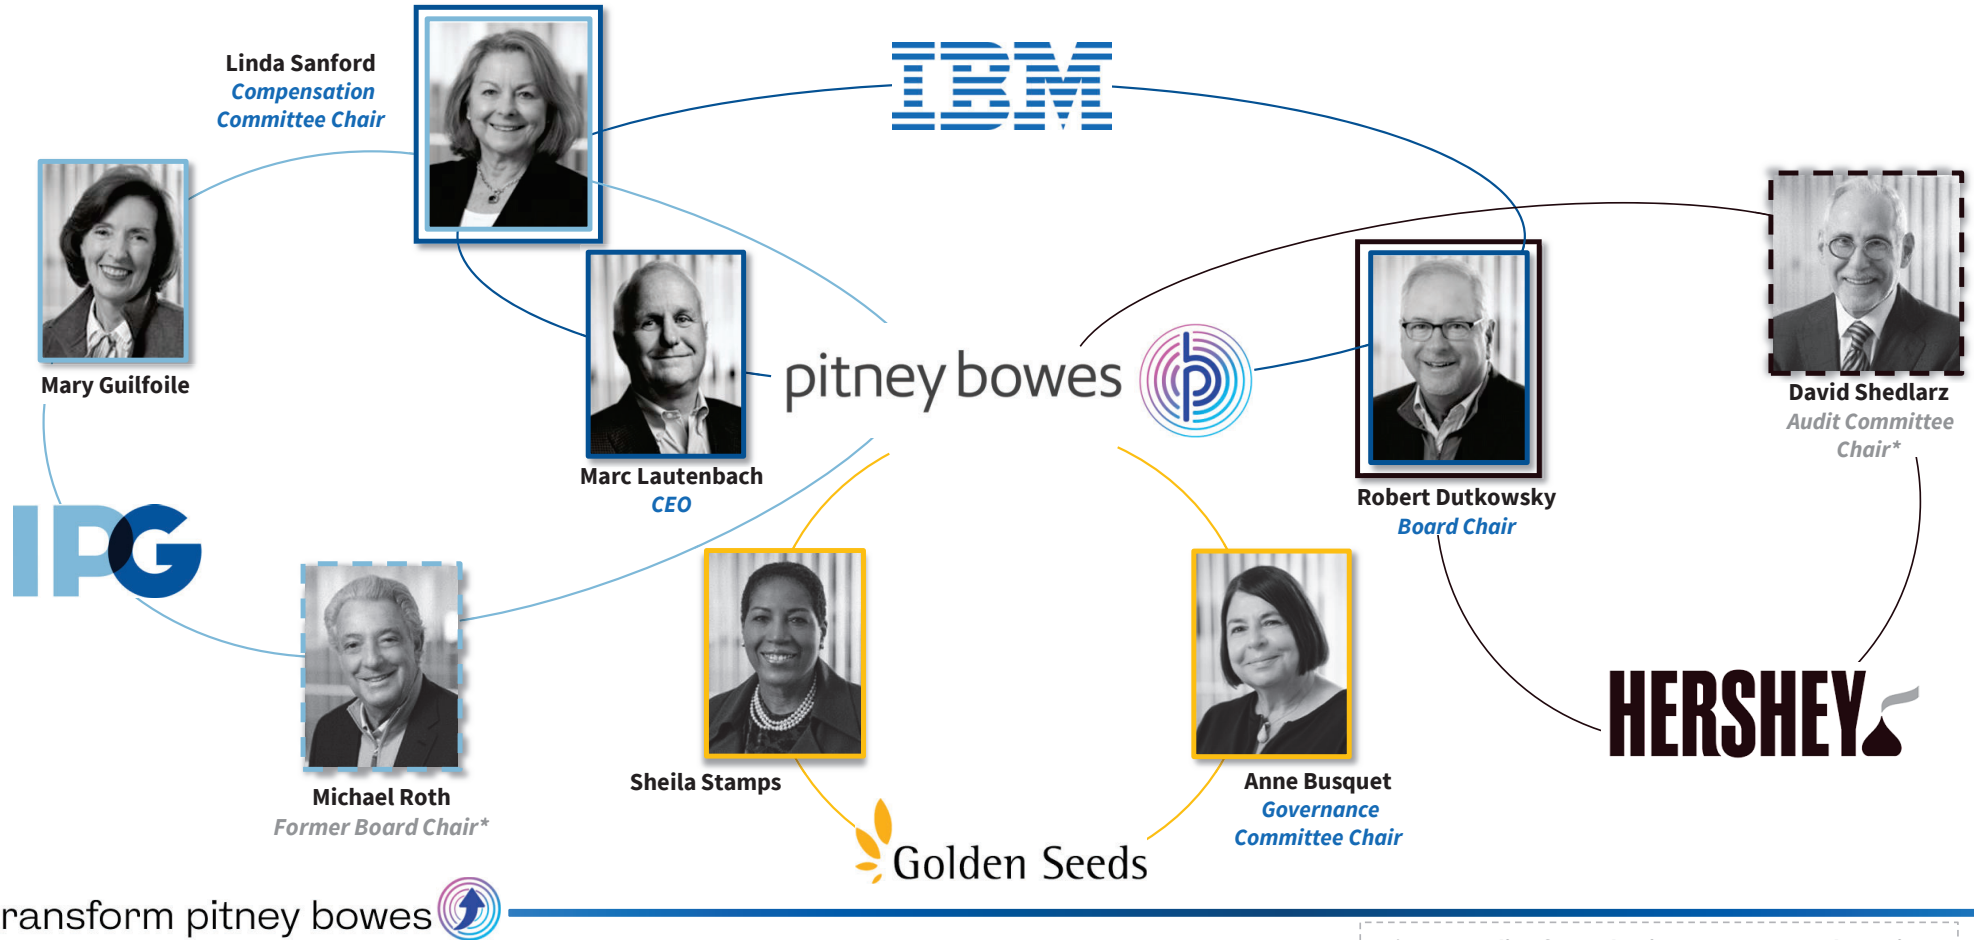 Linda Sanford
Compensation
Committee Chair
IBM
Mary Guilfoile
David Shedlarz
Audit Committee
Chair*
pitney bowes
Marc Lautenbach
CEO
Robert Dutkowsky
Board Chair
IPG
HERSHEY
Michael Roth
Former Board Chair*
Sheila Stamps
Anne Busquet
Governance
Committee Chair
Golden Seeds
ransform pitney bowes